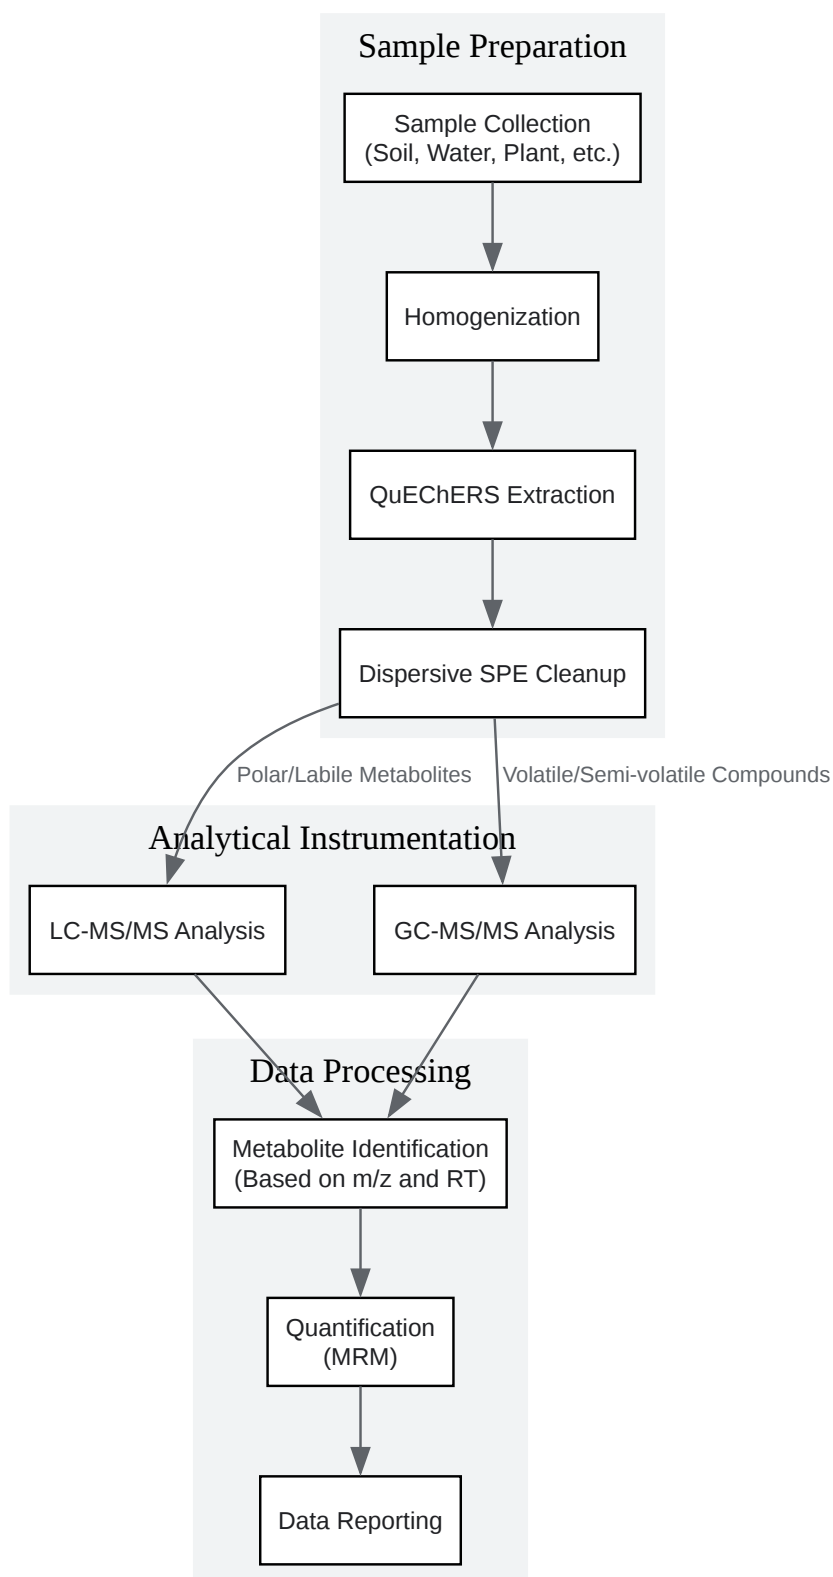 Sample Preparation
Sample Collection
(Soil, Water, Plant, etc.)
Homogenization
QuEChERS Extraction
Dispersive SPE Cleanup
Polar/Labile Metabolites
Volatile/Semi-volatile Compounds
Analytical Instrumentation
LC-MS/MS Analysis
GC-MS/MS Analysis
Data Processing
Metabolite Identification
(Based on m/z and RT)
Quantification
(MRM)
Data Reporting